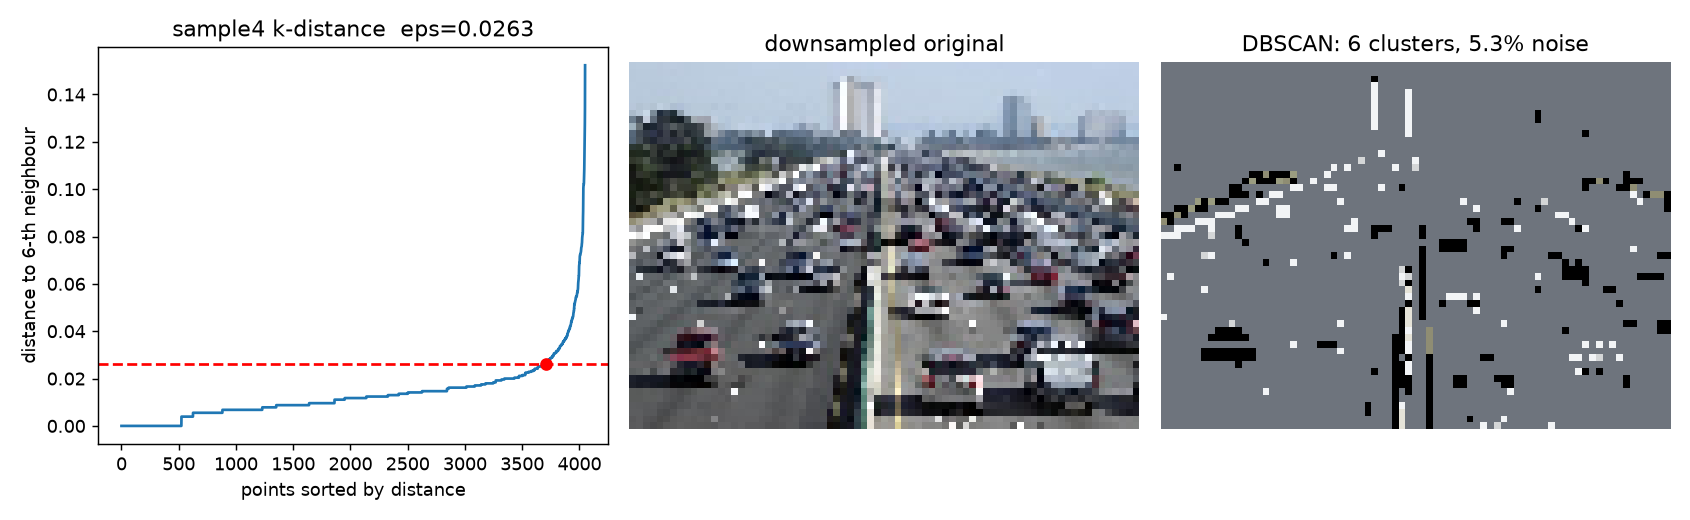 sample4 k-distance  eps=0.0263
distance to 6-th neighbour
0.14
0.12
0.10
0.08
0.06
0.04
0.02
0.00
0 500 1000 1500 2000 2500 3000 3500 4000
points sorted by distance
downsampled original
DBSCAN: 6 clusters, 5.3% noise